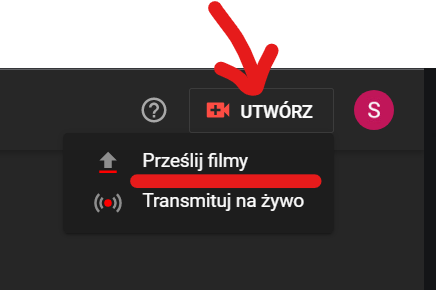 ? UTWÓRZ S
Prześlij filmy
Transmituj na żywo